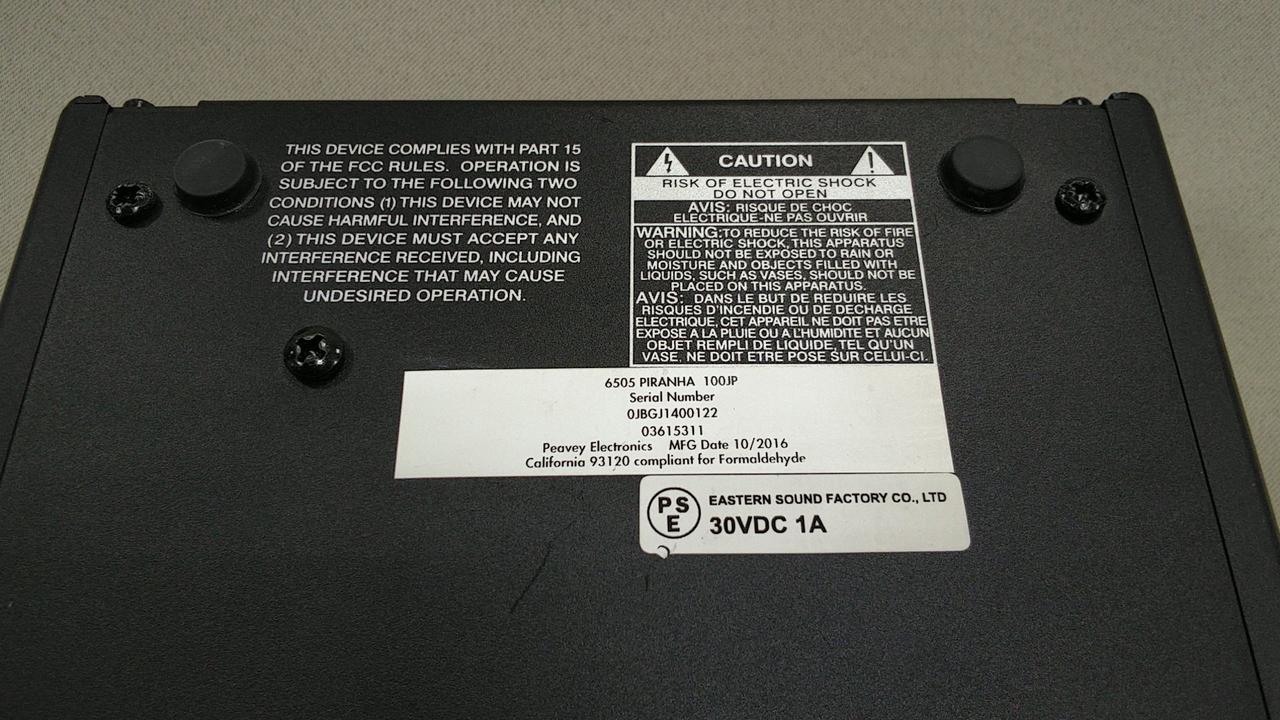 THIS DEVICE COMPLIES WITH PART 15
OF THE FCC RULES. OPERATION IS
SUBJECT TO THE FOLLOWING TWO
CONDITIONS (1) THIS DEVICE MAY NOT
CAUSE HARMFUL INTERFERENCE, AND
(2) THIS DEVICE MUST ACCEPT ANY
INTERFERENCE RECEIVED, INCLUDING
INTERFERENCE THAT MAY CAUSE
UNDESIRED OPERATION.
CAUTION
RISK OF ELECTRIC SHOCK
DO NOT OPEN
AVIS: RISQUE DE CHOC
ELECTRIQUE-NE PAS OUVRIR
WARNING:TO REDUCE THE RISK OF FIRE
OR ELECTRIC SHOCK, THIS APPARATUS
SHOULD NOT BE EXPOSED TO RAIN OR
MOISTURE AND OBJECTS FILLED WITH
LIQUIDS, SUCH AS VASES, SHOULD NOT BE
PLACED ON THIS APPARATUS.
AVIS: DANS LE BUT DE REDUIRE LES
RISQUES D'INCENDIE OU DE DECHARGE
ELECTRIQUE, CET APPAREIL NE DOIT PAS ETRE
EXPOSE A LA PLUIE OU A L'HUMIDITE ET AUCUN
OBJET REMPLI DE LIQUIDE, TEL QU'UN
VASE, NE DOIT ETRE POSE SUR CELUI-CI.
6505 PIRANHA 100JP
Serial Number
0JBGJ1400122
03615311
Peavey Electronics MFG Date 10/2016
California 93120 compliant for Formaldehyde
PS
E
EASTERN SOUND FACTORY CO., LTD
30VDC 1A